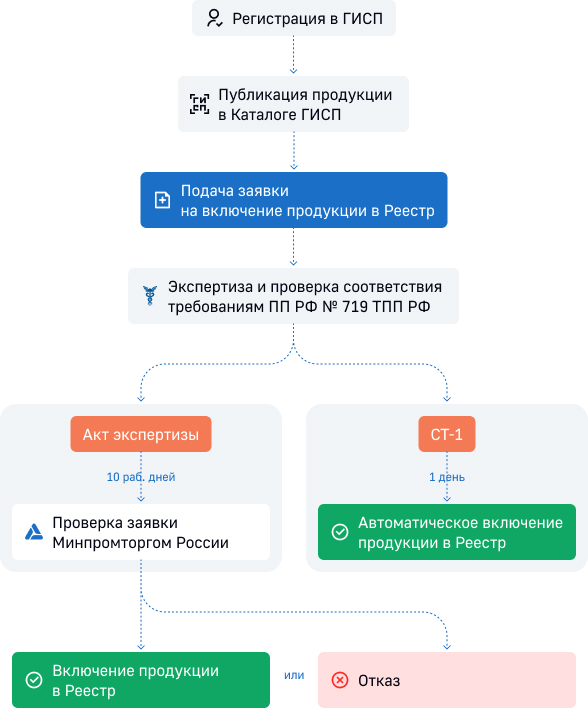 Регистрация в ГИСП
ГИ
СП
Публикация продукции
в Каталоге ГИСП
Подача заявки
на включение продукции в Реестр
Экспертиза и проверка соответствия
требованиям ПП РФ № 719 ТПП РФ
Акт экспертизы
10 раб. дней
Проверка заявки
Минпромторгом России
СТ-1
1 день
Автоматическое включение
продукции в Реестр
Включение продукции
в Реестр
или
Отказ